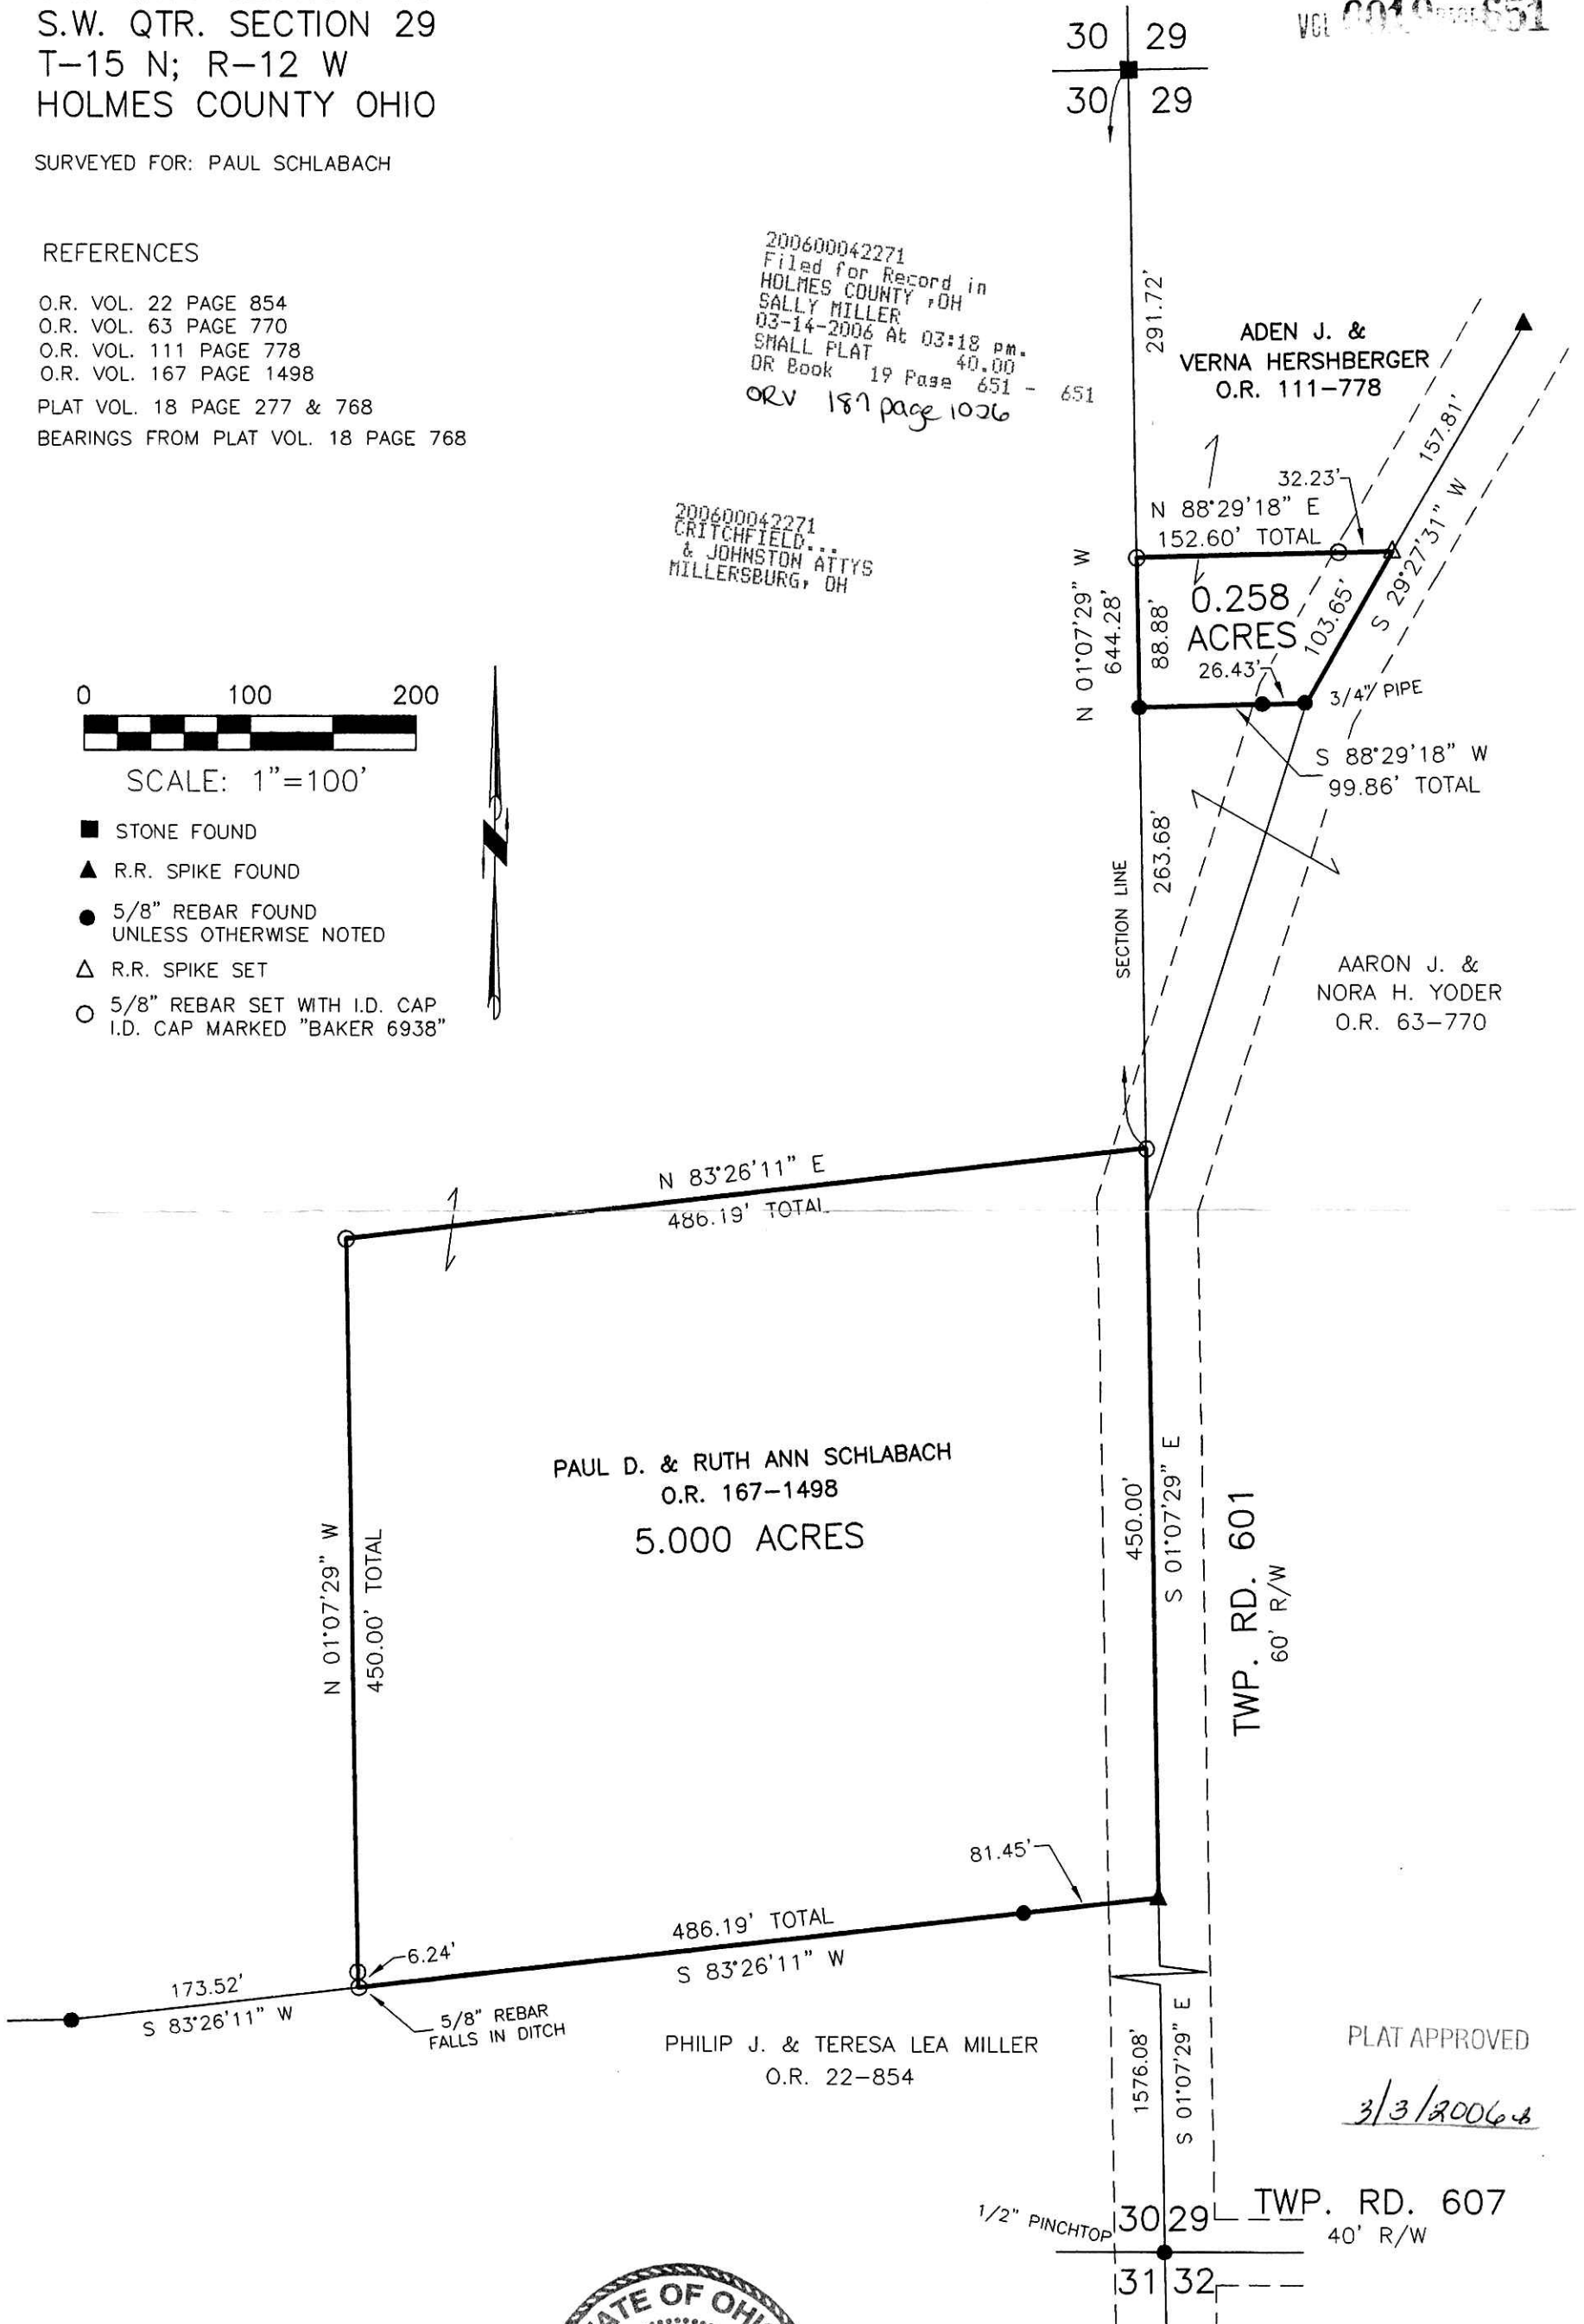 S.W. QTR. SECTION 29
T-15 N; R-12 W
HOLMES COUNTY OHIO
SURVEYED FOR: PAUL SCHLABACH
REFERENCES
O.R. VOL. 22 PAGE 854
O.R. VOL. 63 PAGE 770
O.R. VOL. 111 PAGE 778
O.R. VOL. 167 PAGE 1498
PLAT VOL. 18 PAGE 277 & 768
BEARINGS FROM PLAT VOL. 18 PAGE 768
VOL 0019 651
30 29
30 29
200600042271
Filed for Record in
HOLMES COUNTY ,OH
SALLY MILLER
03-14-2006 At 03:18 pm.
SMALL PLAT 40.00
OR Book 19 Page 651 - 651
ORV 187 page 1026
200600042271
CRITCHFIELD...
& JOHNSTON ATTYS
MILLERSBURG, OH
291.72'
ADEN J. &
VERNA HERSHBERGER
O.R. 111-778
157.81'
32.23'
N 88°29'18" E
152.60' TOTAL
S 29°27'31" W
N 01°07'29" W
644.28'
88.88'
0.258
ACRES
103.65'
26.43'
3/4" PIPE
S 88°29'18" W
99.86' TOTAL
0 100 200
SCALE: 1"=100'
STONE FOUND
R.R. SPIKE FOUND
5/8" REBAR FOUND
UNLESS OTHERWISE NOTED
R.R. SPIKE SET
5/8" REBAR SET WITH I.D. CAP
I.D. CAP MARKED "BAKER 6938"
SECTION LINE
263.68'
AARON J. &
NORA H. YODER
O.R. 63-770
N 83°26'11" E
486.19' TOTAL
PAUL D. & RUTH ANN SCHLABACH
O.R. 167-1498
5.000 ACRES
N 01°07'29" W
450.00' TOTAL
450.00'
S 01°07'29" E
TWP. RD. 601
60' R/W
81.45'
486.19' TOTAL
S 83°26'11" W
6.24'
173.52'
S 83°26'11" W
5/8" REBAR
FALLS IN DITCH
PHILIP J. & TERESA LEA MILLER
O.R. 22-854
1576.08'
S 01°07'29" E
PLAT APPROVED
3/3/2006
1/2" PINCHTOP
30 29
31 32
TWP. RD. 607
40' R/W
OF